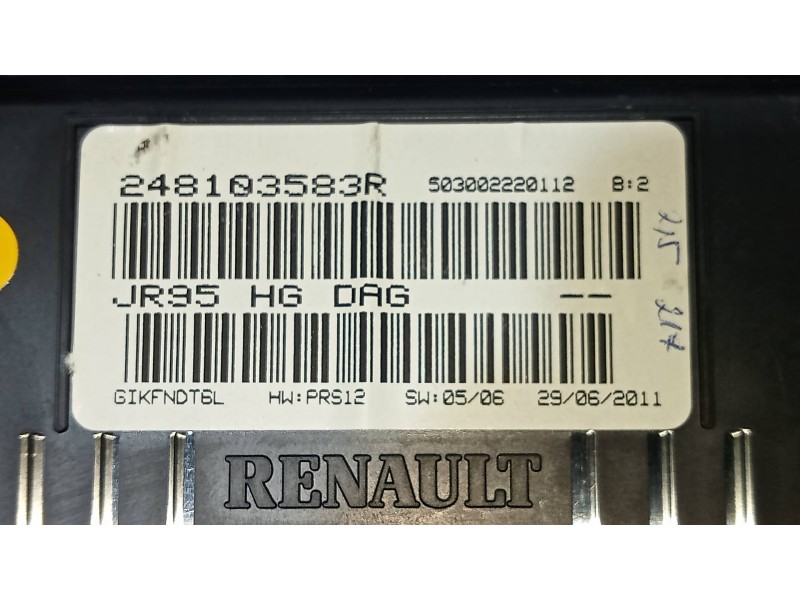 248103583R 503002220112 B:2
JR95 HG DAG --
GIKFNDT6L HW:PRS12 SW:05/06 29/06/2011
RENAULT